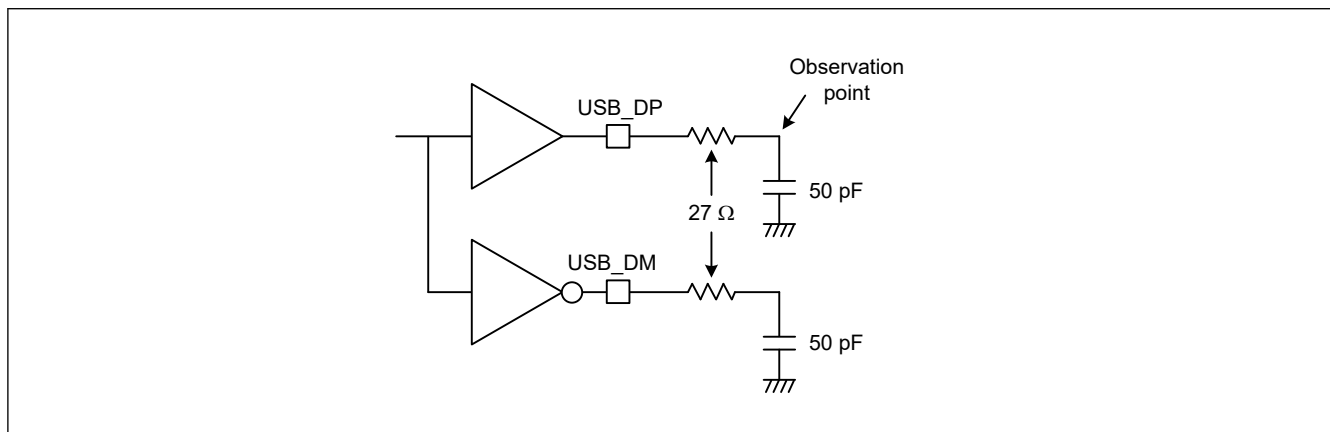 Observation
point
USB_DP
50 pF
27 Ω
USB_DM
50 pF